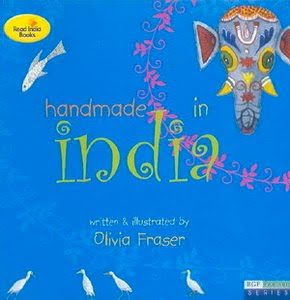 Read India
Books
handmade in
india
written & illustrated by
Olivia Fraser
SERIES